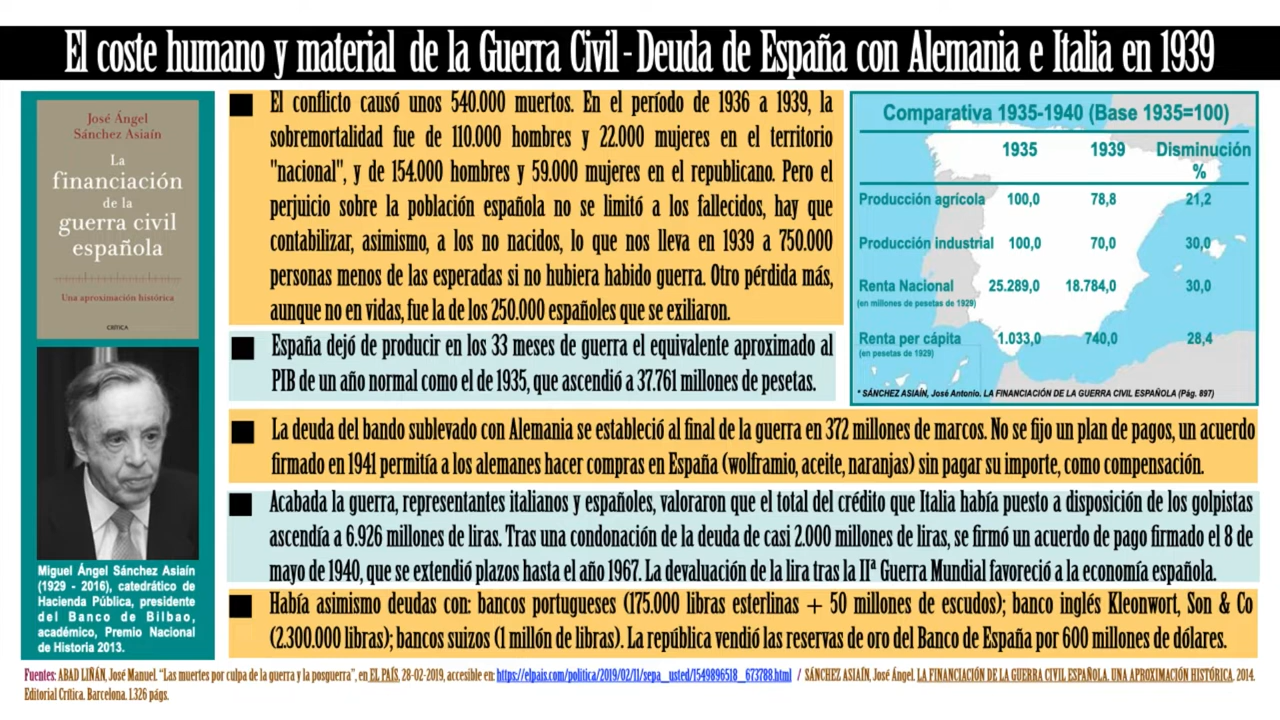 El coste humano y material de la Guerra Civil - Deuda de España con Alemania e Italia en 1939
José Ángel
Sánchez Asiaín
La
financiación
de la
guerra civil
española
Una aproximación histórica
CRÍTICA
Miguel Ángel Sánchez Asiaín
(1929 - 2016), catedrático de
Hacienda Pública, presidente
del Banco de Bilbao,
académico, Premio Nacional
de Historia 2013.
El conflicto causó unos 540.000 muertos. En el período de 1936 a 1939, la
sobremortalidad fue de 110.000 hombres y 22.000 mujeres en el territorio
"nacional", y de 154.000 hombres y 59.000 mujeres en el republicano. Pero el
perjuicio sobre la población española no se limitó a los fallecidos, hay que
contabilizar, asimismo, a los no nacidos, lo que nos lleva en 1939 a 750.000
personas menos de las esperadas si no hubiera habido guerra. Otro pérdida más,
aunque no en vidas, fue la de los 250.000 españoles que se exiliaron.
España dejó de producir en los 33 meses de guerra el equivalente aproximado al
PIB de un año normal como el de 1935, que ascendió a 37.761 millones de pesetas.
Comparativa 1935-1940 (Base 1935=100)
1935 1939 Disminución
%
Producción agrícola 100,0 78,8 21,2
Producción industrial 100,0 70,0 30,0
Renta Nacional 25.289,0 18.784,0 30,0
(en millones de pesetas de 1929)
Renta per cápita 1.033,0 740,0 28,4
(en pesetas de 1929)
* SÁNCHEZ ASIAÍN, José Antonio. LA FINANCIACIÓN DE LA GUERRA CIVIL ESPAÑOLA (Pág. 897)
La deuda del bando sublevado con Alemania se estableció al final de la guerra en 372 millones de marcos. No se fijo un plan de pagos, un acuerdo
firmado en 1941 permitía a los alemanes hacer compras en España (wolframio, aceite, naranjas) sin pagar su importe, como compensación.
Acabada la guerra, representantes italianos y españoles, valoraron que el total del crédito que Italia había puesto a disposición de los golpistas
ascendía a 6.926 millones de liras. Tras una condonación de la deuda de casi 2.000 millones de liras, se firmó un acuerdo de pago firmado el 8 de
mayo de 1940, que se extendió plazos hasta el año 1967. La devaluación de la lira tras la IIª Guerra Mundial favoreció a la economía española.
Había asimismo deudas con: bancos portugueses (175.000 libras esterlinas + 50 millones de escudos); banco inglés Kleonwort, Son & Co
(2.300.000 libras); bancos suizos (1 millón de libras). La república vendió las reservas de oro del Banco de España por 600 millones de dólares.
Fuentes: ABAD LIÑÁN, José Manuel. "Las muertes por culpa de la guerra y la posguerra", en EL PAÍS, 28-02-2019, accesible en: https://elpais.com/politica/2019/02/11/sepa_usted/1549896518_673788.html / SÁNCHEZ ASIAÍN, José Ángel. LA FINANCIACIÓN DE LA GUERRA CIVIL ESPAÑOLA. UNA APROXIMACIÓN HISTÓRICA. 2014.
Editorial Crítica. Barcelona. 1.326 págs.